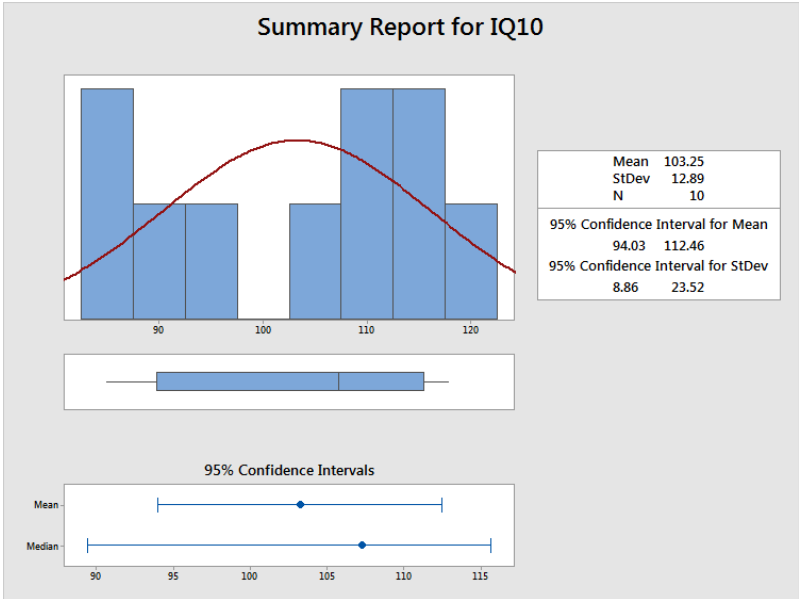 Summary Report for IQ10
90 100 110 120
Mean 103.25
StDev 12.89
N 10
95% Confidence Interval for Mean
94.03 112.46
95% Confidence Interval for StDev
8.86 23.52
95% Confidence Intervals
Mean
Median
90 95 100 105 110 115